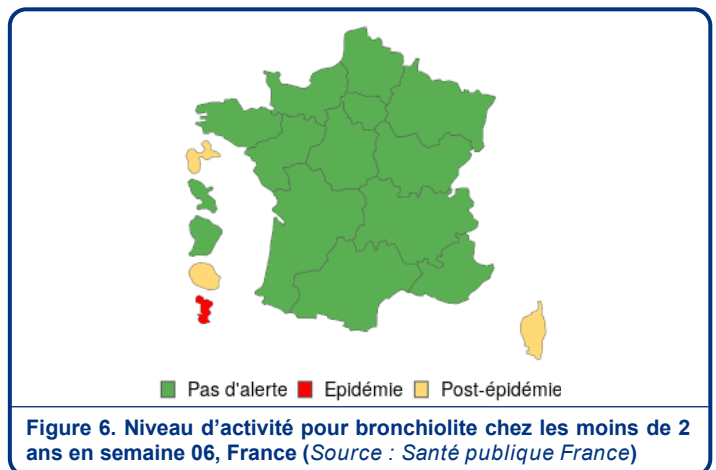 Pas d'alerte Epidémie Post-épidémie
Figure 6. Niveau d’activité pour bronchiolite chez les moins de 2
ans en semaine 06, France (Source : Santé publique France)